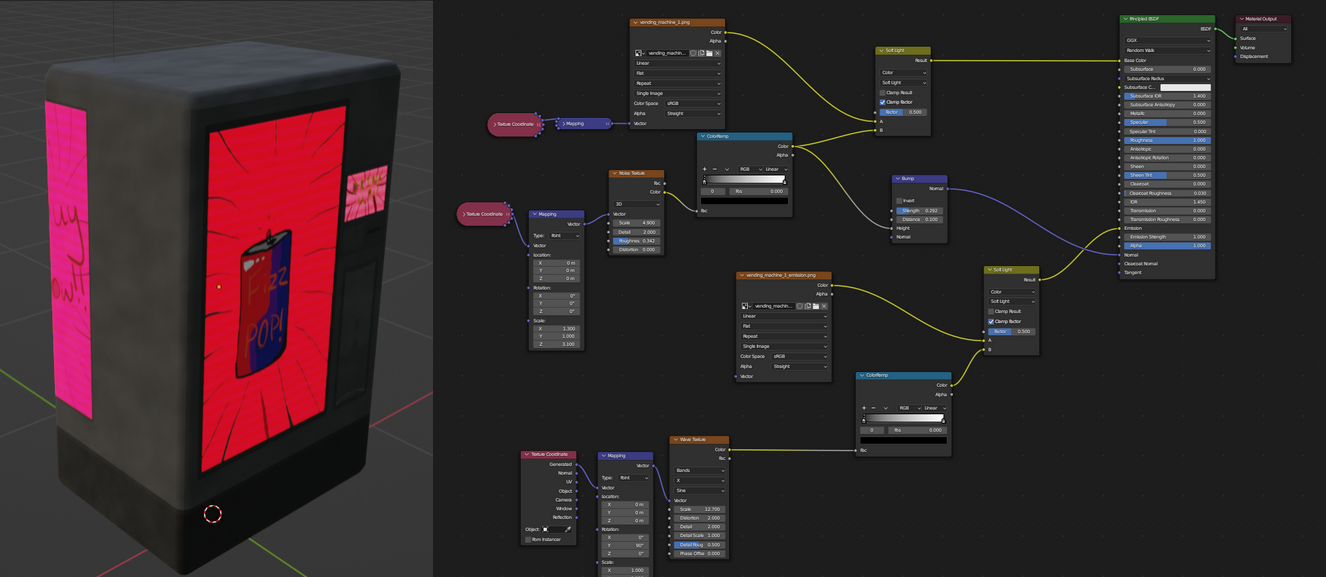 Fizz
POP!
vending_machine_1.png
Color
Alpha
vending_machin...
Linear
Flat
Repeat
Single Image
Color Space sRGB
Alpha Straight
Vector
Texture Coordinate
Mapping
Soft Light
Result
Color
Soft Light
Clamp Result
Clamp Factor
Factor 0.500
A
B
Principled BSDF
BSDF
GGX
Random Walk
Base Color
Subsurface 0.000
Subsurface Radius
Subsurface C...
Subsurface IOR 1.400
Subsurface Anisotropy 0.000
Metallic 0.000
Specular 0.500
Specular Tint 0.000
Roughness 1.000
Anisotropic 0.000
Anisotropic Rotation 0.000
Sheen 0.000
Sheen Tint 0.500
Clearcoat 0.000
Clearcoat Roughness 0.030
IOR 1.450
Transmission 0.000
Transmission Roughness 0.000
Emission
Emission Strength 1.000
Alpha 1.000
Normal
Clearcoat Normal
Tangent
Material Output
All
Surface
Volume
Displacement
ColorRamp
Color
Alpha
RGB Linear
0 Pos 0.000
Fac
Noise Texture
Fac
Color
3D
Vector
Scale 4.900
Detail 2.000
Roughness 0.342
Distortion 0.000
Texture Coordinate
Mapping
Vector
Type: Point
Vector
Location:
X 0 m
Y 0 m
Z 0 m
Rotation:
X 0°
Y 0°
Z 0°
Scale:
X 1.300
Y 1.000
Z 3.100
Bump
Normal
Invert
Strength 0.292
Distance 0.100
Height
Normal
vending_machine_1_emission.png
Color
Alpha
vending_machin...
Linear
Flat
Repeat
Single Image
Color Space sRGB
Alpha Straight
Vector
Soft Light
Result
Color
Soft Light
Clamp Result
Clamp Factor
Factor 0.500
A
B
ColorRamp
Color
Alpha
RGB Linear
0 Pos 0.000
Fac
Texture Coordinate
Generated
Normal
UV
Object
Camera
Window
Reflection
Object:
From Instancer
Mapping
Vector
Type: Point
Vector
Location:
X 0 m
Y 0 m
Z 0 m
Rotation:
X 0°
Y 90°
Z 0°
Scale:
X 1.000
Wave Texture
Color
Fac
Bands
X
Sine
Vector
Scale 12.700
Distortion 2.000
Detail 2.000
Detail Scale 1.000
Detail Roug 0.500
Phase Offse 0.000